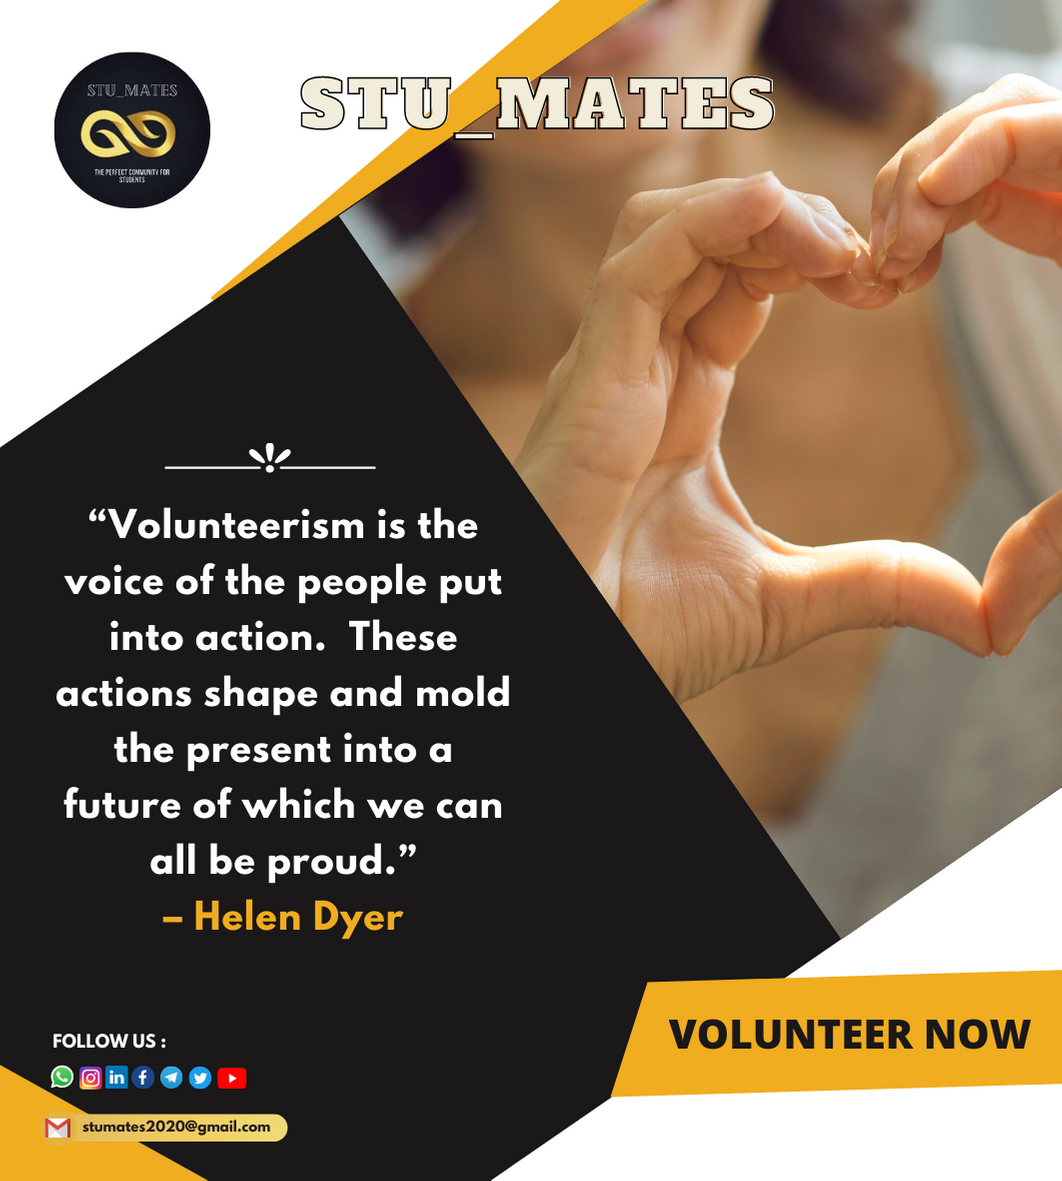 STU_MATES
THE PERFECT COMMUNITY FOR
STUDENTS
STU_MATES
“Volunteerism is the
voice of the people put
into action.  These
actions shape and mold
the present into a
future of which we can
all be proud.”
– Helen Dyer
FOLLOW US :
stumates2020@gmail.com
VOLUNTEER NOW